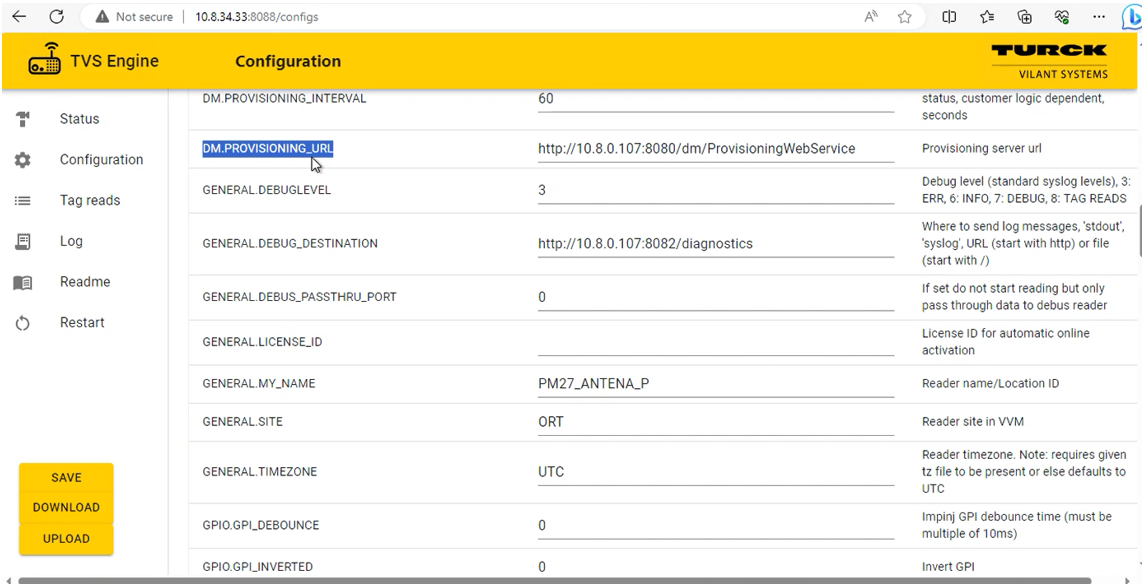 Not secure 10.8.34.33:8088/configs
TVS Engine
Configuration
TURCK
VILANT SYSTEMS
Status
Configuration
Tag reads
Log
Readme
Restart
SAVE
DOWNLOAD
UPLOAD
DM.PROVISIONING_INTERVAL 60 status, customer logic dependent,
seconds
DM.PROVISIONING_URL http://10.8.0.107:8080/dm/ProvisioningWebService Provisioning server url
GENERAL.DEBUGLEVEL 3 Debug level (standard syslog levels), 3:
ERR, 6: INFO, 7: DEBUG, 8: TAG READS
GENERAL.DEBUG_DESTINATION http://10.8.0.107:8082/diagnostics Where to send log messages, 'stdout',
'syslog', URL (start with http) or file
(start with /)
GENERAL.DEBUS_PASSTHRU_PORT 0 If set do not start reading but only
pass through data to debus reader
GENERAL.LICENSE_ID License ID for automatic online
activation
GENERAL.MY_NAME PM27_ANTENA_P Reader name/Location ID
GENERAL.SITE ORT Reader site in VVM
GENERAL.TIMEZONE UTC Reader timezone. Note: requires given
tz file to be present or else defaults to
UTC
GPIO.GPI_DEBOUNCE 0 Impinj GPI debounce time (must be
multiple of 10ms)
GPIO.GPI_INVERTED 0 Invert GPI